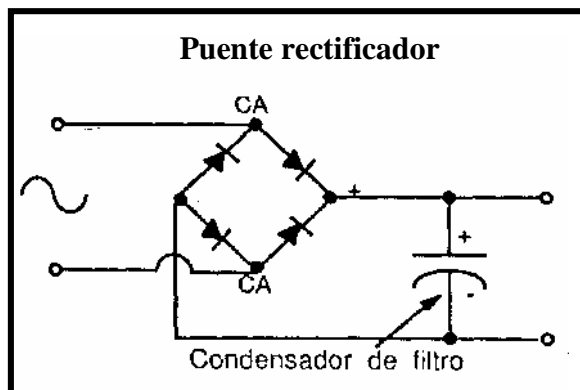 Puente rectificador
CA
+
+
-
CA
Condensador de filtro